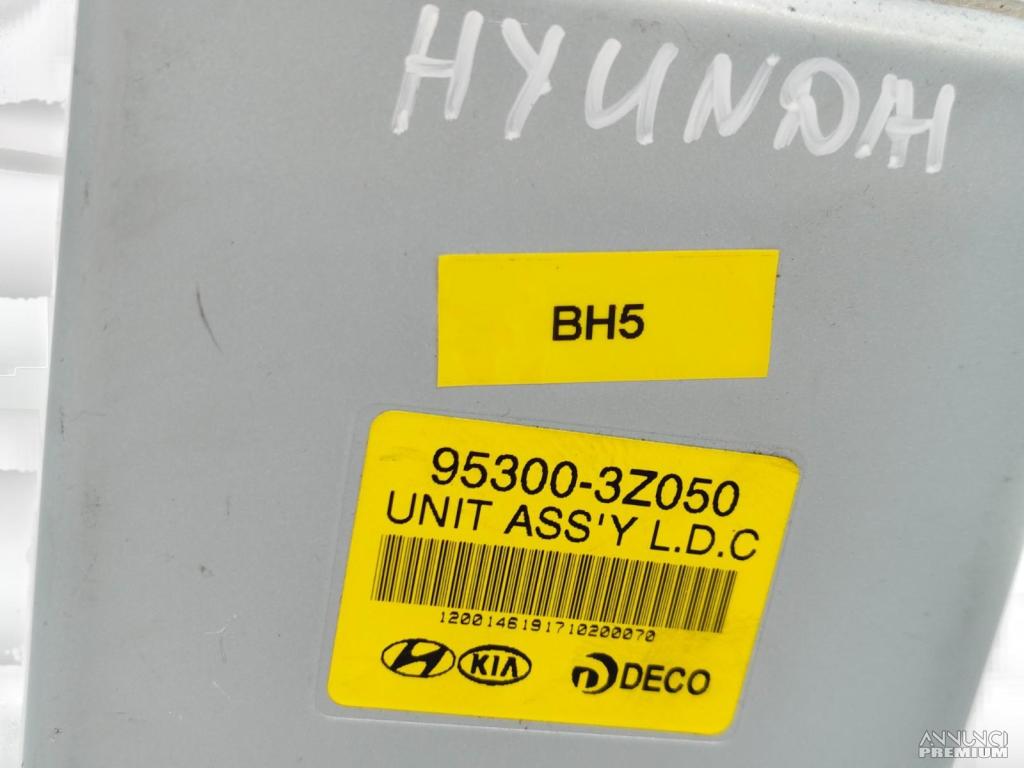 HYUNDAI
BH5
95300-3Z050
UNIT ASS'Y L.D.C
1200146191710200070
KIA
DECO
ANNUNCI
PREMIUM